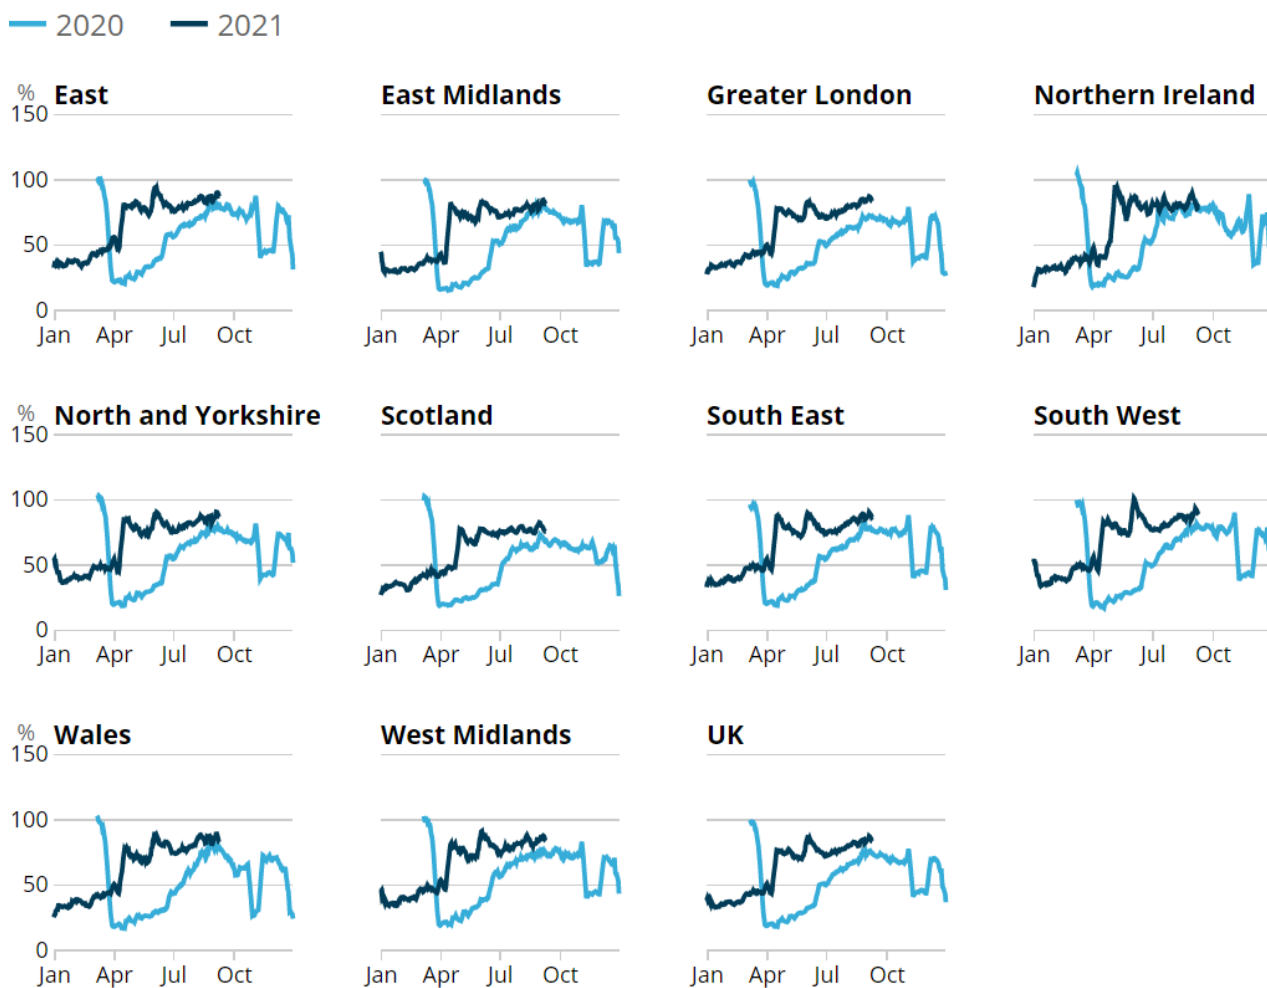 2020 2021
% East East Midlands Greater London Northern Ireland
150
100
50
0
Jan Apr Jul Oct Jan Apr Jul Oct Jan Apr Jul Oct Jan Apr Jul Oct
% North and Yorkshire Scotland South East South West
150
100
50
0
Jan Apr Jul Oct Jan Apr Jul Oct Jan Apr Jul Oct Jan Apr Jul Oct
% Wales West Midlands UK
150
100
50
0
Jan Apr Jul Oct Jan Apr Jul Oct Jan Apr Jul Oct